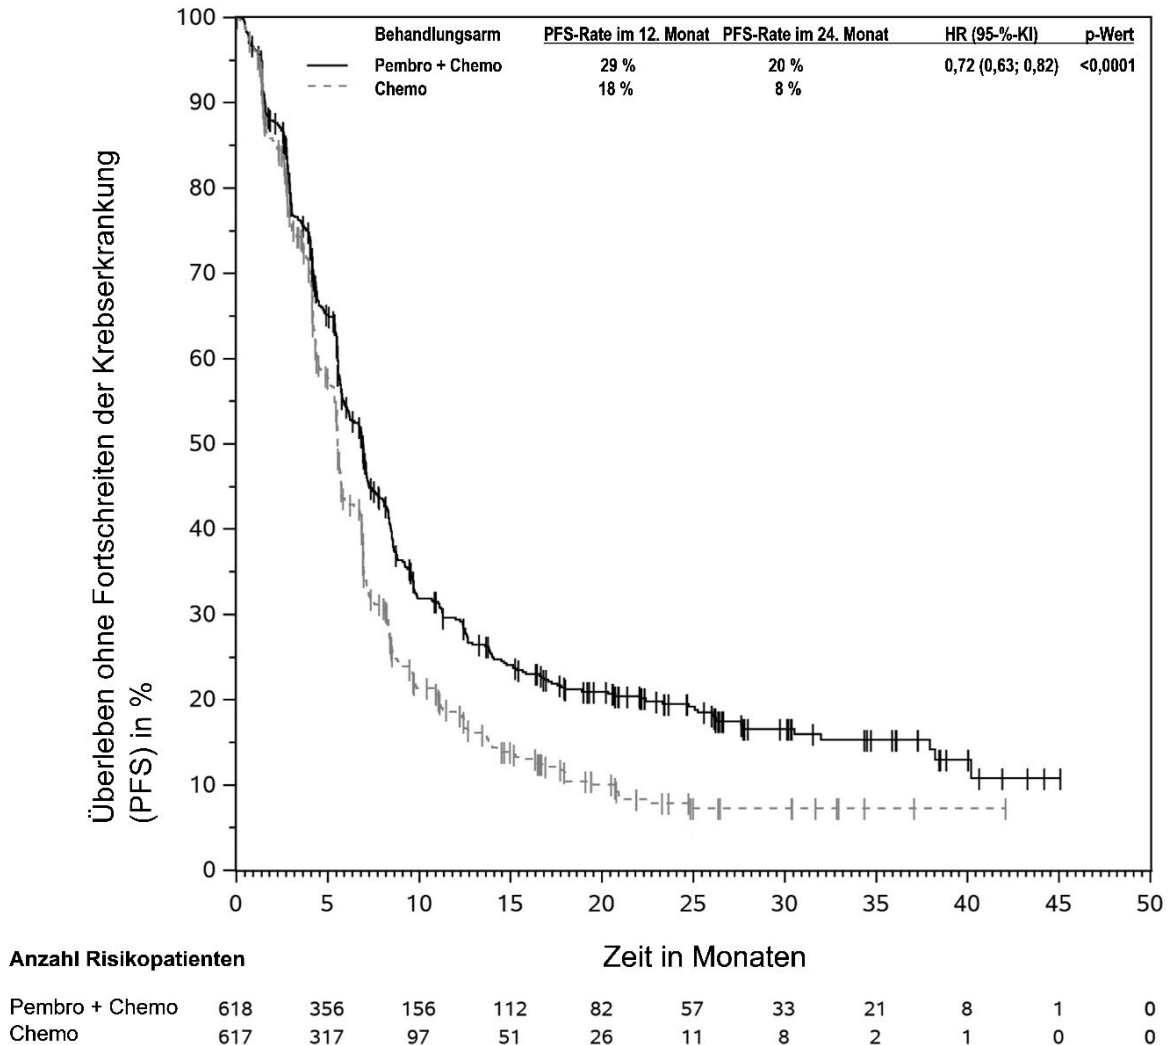 Behandlungsarm PFS-Rate im 12. Monat PFS-Rate im 24. Monat HR (95-%-KI) p-Wert
Pembro + Chemo 29 % 20 % 0,72 (0,63; 0,82) <0,0001
Chemo 18 % 8 %
Überleben ohne Fortschreiten der Krebserkrankung
(PFS) in %
100
90
80
70
60
50
40
30
20
10
0
0 5 10 15 20 25 30 35 40 45 50
Zeit in Monaten
Anzahl Risikopatienten
Pembro + Chemo 618 356 156 112 82 57 33 21 8 1 0
Chemo 617 317 97 51 26 11 8 2 1 0 0